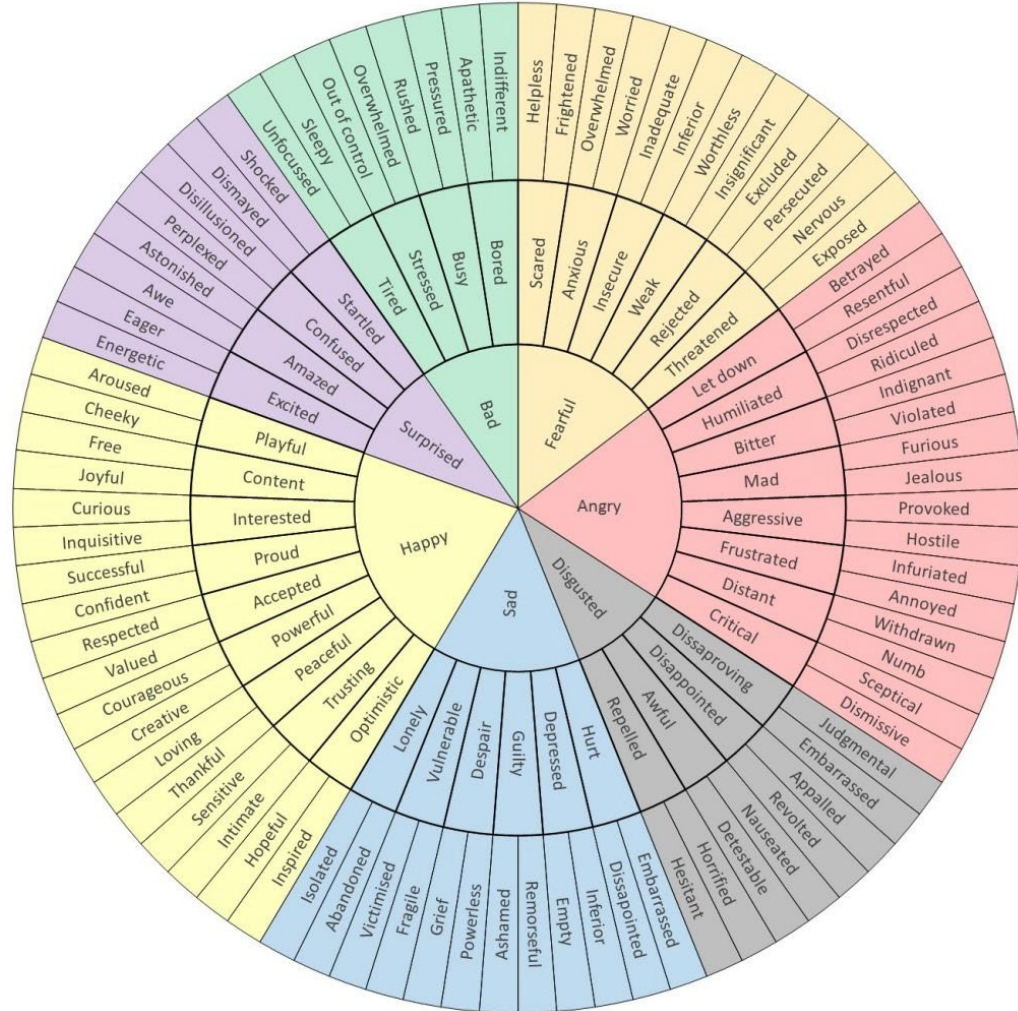 Fearful
Angry
Disgusted
Sad
Happy
Surprised
Bad
Scared
Anxious
Insecure
Weak
Rejected
Threatened
Let down
Humiliated
Bitter
Mad
Aggressive
Frustrated
Distant
Critical
Dissaproving
Disappointed
Awful
Repelled
Hurt
Depressed
Guilty
Despair
Vulnerable
Lonely
Optimistic
Trusting
Peaceful
Powerful
Accepted
Proud
Interested
Content
Playful
Excited
Amazed
Confused
Startled
Tired
Stressed
Busy
Bored
Helpless
Frightened
Overwhelmed
Worried
Inadequate
Inferior
Worthless
Insignificant
Excluded
Persecuted
Nervous
Exposed
Betrayed
Resentful
Disrespected
Ridiculed
Indignant
Violated
Furious
Jealous
Provoked
Hostile
Infuriated
Annoyed
Withdrawn
Numb
Sceptical
Dismissive
Judgmental
Embarrassed
Appalled
Revolted
Nauseated
Detestable
Horrified
Hesitant
Embarrassed
Dissapointed
Inferior
Empty
Remorseful
Ashamed
Powerless
Grief
Fragile
Victimised
Abandoned
Isolated
Inspired
Hopeful
Intimate
Sensitive
Thankful
Loving
Creative
Courageous
Valued
Respected
Confident
Successful
Inquisitive
Curious
Joyful
Free
Cheeky
Aroused
Energetic
Eager
Awe
Astonished
Perplexed
Disillusioned
Dismayed
Shocked
Unfocussed
Sleepy
Out of control
Overwhelmed
Rushed
Pressured
Apathetic
Indifferent